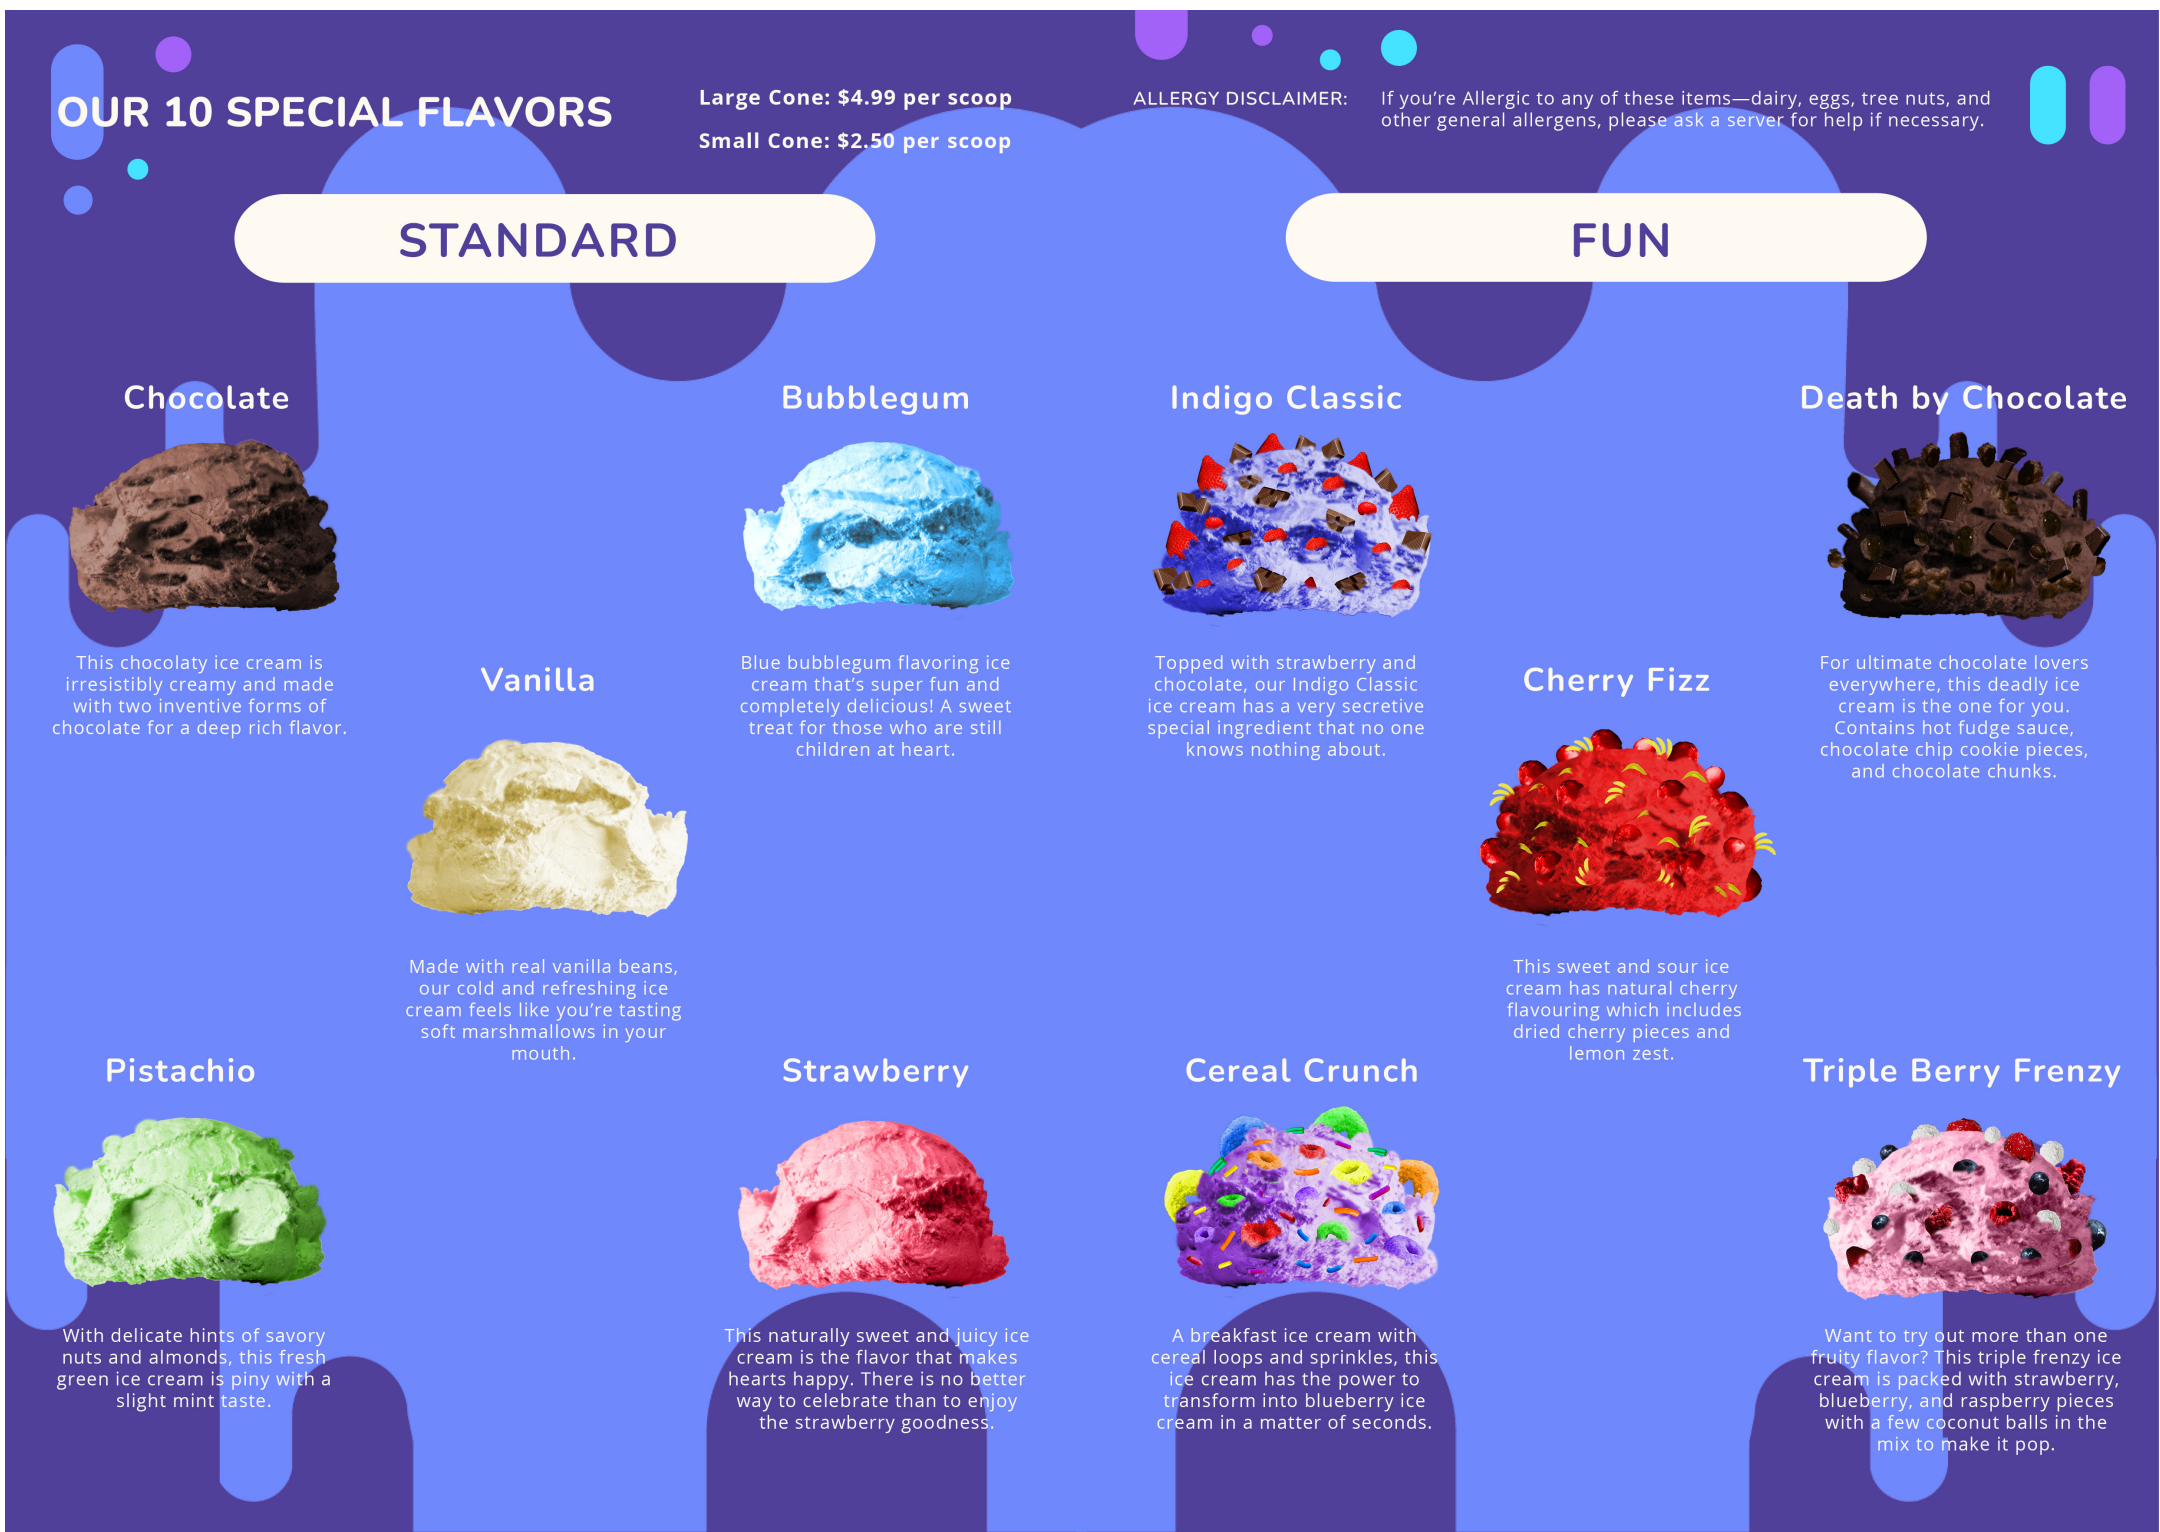 OUR 10 SPECIAL FLAVORS
Large Cone: $4.99 per scoop
Small Cone: $2.50 per scoop
ALLERGY DISCLAIMER:
If you’re Allergic to any of these items—dairy, eggs, tree nuts, and
other general allergens, please ask a server for help if necessary.
STANDARD
Chocolate
This chocolaty ice cream is
irresistibly creamy and made
with two inventive forms of
chocolate for a deep rich flavor.
Vanilla
Made with real vanilla beans,
our cold and refreshing ice
cream feels like you’re tasting
soft marshmallows in your
mouth.
Bubblegum
Blue bubblegum flavoring ice
cream that’s super fun and
completely delicious! A sweet
treat for those who are still
children at heart.
Pistachio
With delicate hints of savory
nuts and almonds, this fresh
green ice cream is piny with a
slight mint taste.
Strawberry
This naturally sweet and juicy ice
cream is the flavor that makes
hearts happy. There is no better
way to celebrate than to enjoy
the strawberry goodness.
FUN
Indigo Classic
Topped with strawberry and
chocolate, our Indigo Classic
ice cream has a very secretive
special ingredient that no one
knows nothing about.
Cherry Fizz
This sweet and sour ice
cream has natural cherry
flavouring which includes
dried cherry pieces and
lemon zest.
Death by Chocolate
For ultimate chocolate lovers
everywhere, this deadly ice
cream is the one for you.
Contains hot fudge sauce,
chocolate chip cookie pieces,
and chocolate chunks.
Cereal Crunch
A breakfast ice cream with
cereal loops and sprinkles, this
ice cream has the power to
transform into blueberry ice
cream in a matter of seconds.
Triple Berry Frenzy
Want to try out more than one
fruity flavor? This triple frenzy ice
cream is packed with strawberry,
blueberry, and raspberry pieces
with a few coconut balls in the
mix to make it pop.